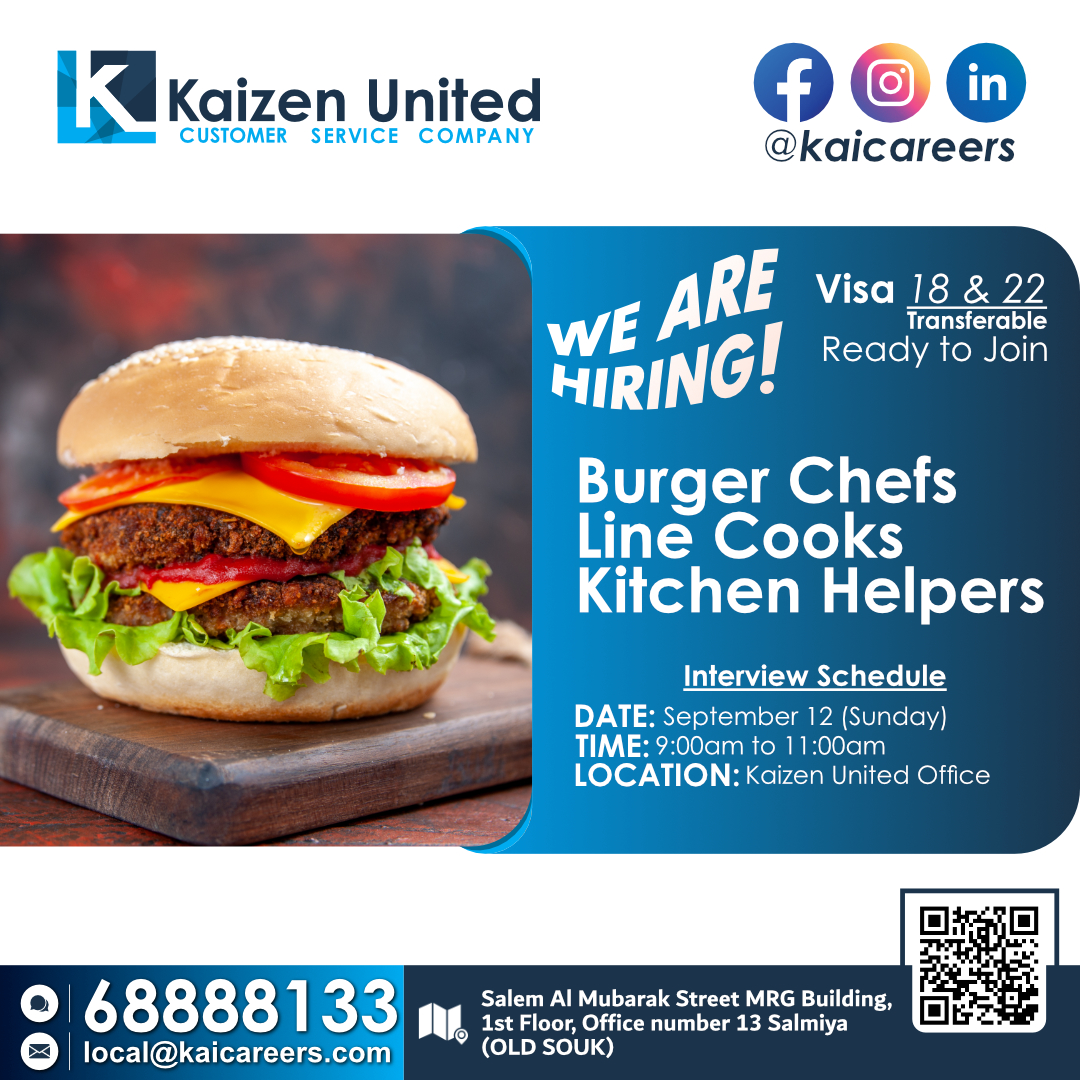 K Kaizen United
CUSTOMER SERVICE COMPANY
f in
@kaicareers
WE ARE
HIRING!
Visa 18 & 22
Transferable
Ready to Join
Burger Chefs
Line Cooks
Kitchen Helpers
Interview Schedule
DATE: September 12 (Sunday)
TIME: 9:00am to 11:00am
LOCATION: Kaizen United Office
68888133
local@kaicareers.com
Salem Al Mubarak Street MRG Building,
1st Floor, Office number 13 Salmiya
(OLD SOUK)